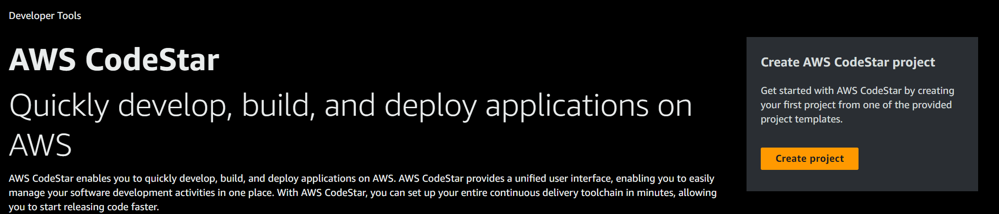 Developer Tools
AWS CodeStar
Quickly develop, build, and deploy applications on
AWS
AWS CodeStar enables you to quickly develop, build, and deploy applications on AWS. AWS CodeStar provides a unified user interface, enabling you to easily
manage your software development activities in one place. With AWS CodeStar, you can set up your entire continuous delivery toolchain in minutes, allowing
you to start releasing code faster.
Create AWS CodeStar project
Get started with AWS CodeStar by creating
your first project from one of the provided
project templates.
Create project